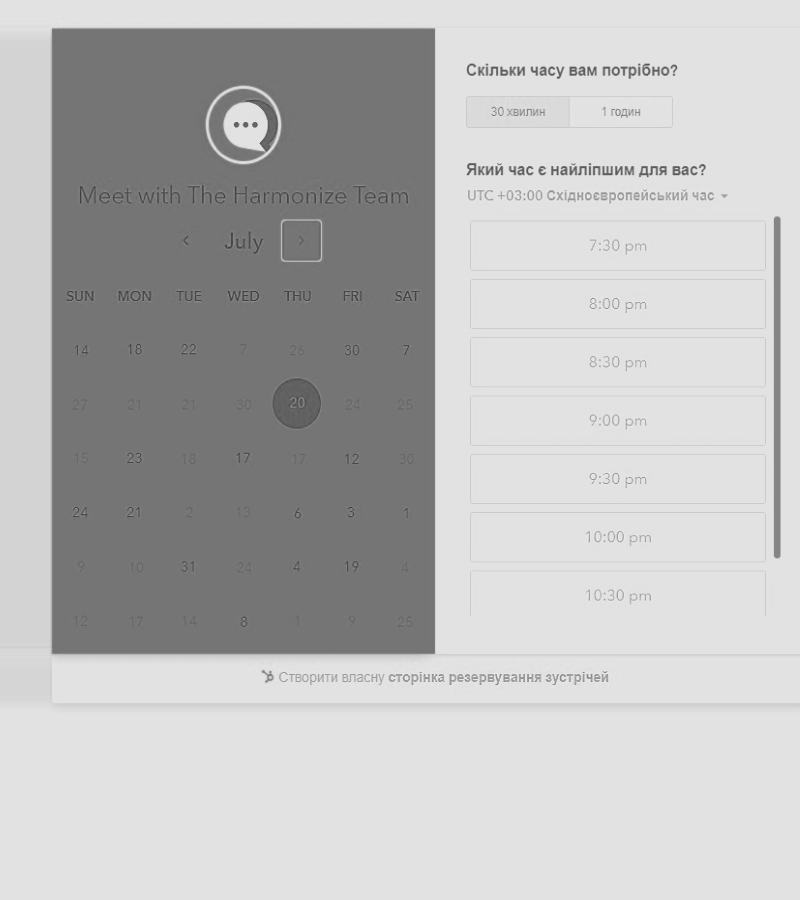 Meet with The Harmonize Team
July
SUN MON TUE WED THU FRI SAT
14 18 22 7 26 30 7
27 21 21 30 20 24 25
15 23 18 17 17 12 30
24 21 2 13 6 3 1
9 10 31 24 4 19 4
12 17 14 8 1 9 25
Скільки часу вам потрібно?
30 хвилин 1 годин
Який час є найліпшим для вас?
UTC +03:00 Східноєвропейський час
7:30 pm
8:00 pm
8:30 pm
9:00 pm
9:30 pm
10:00 pm
10:30 pm
Створити власну сторінка резервування зустрічей